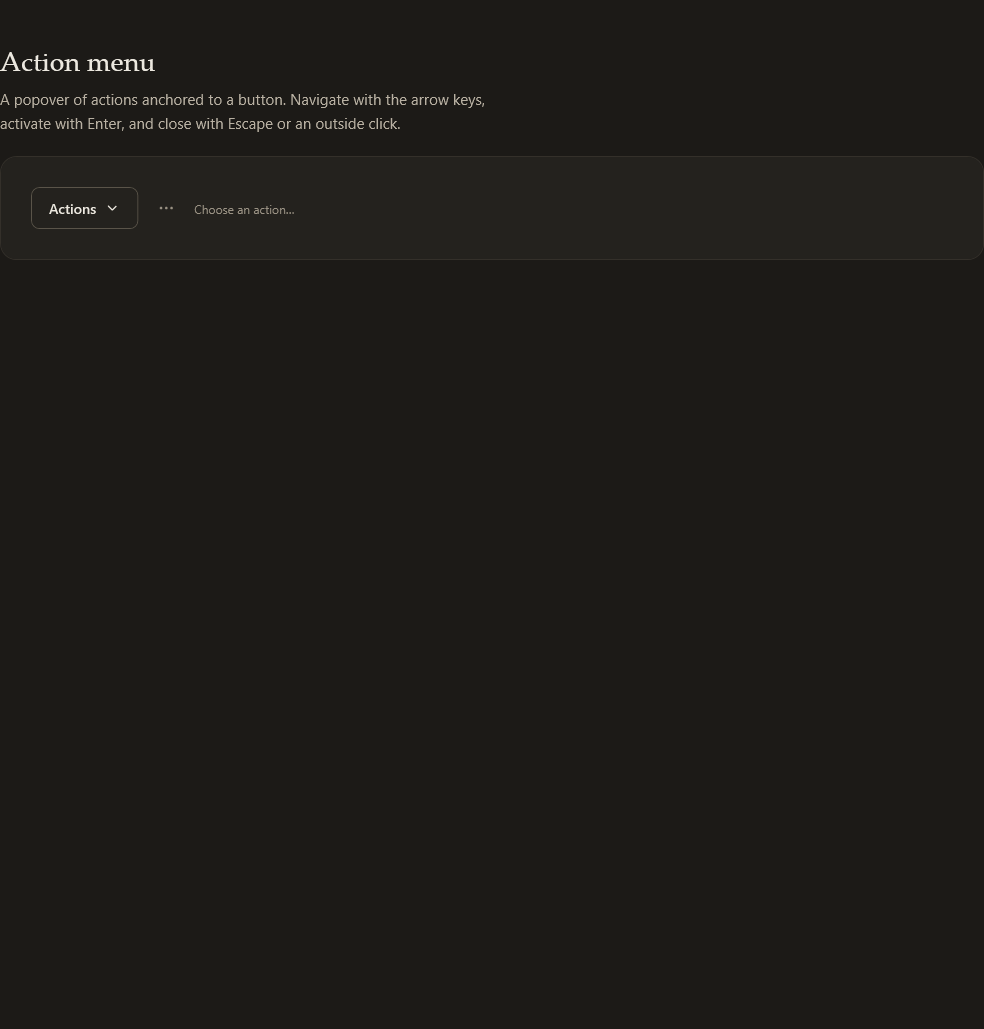 Action menu
A popover of actions anchored to a button. Navigate with the arrow keys,
activate with Enter, and close with Escape or an outside click.
Actions
Choose an action...